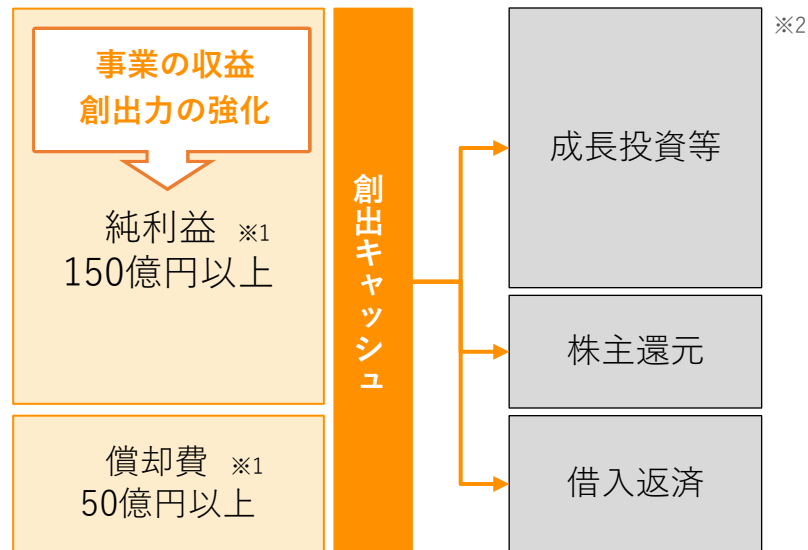 事業の収益
創出力の強化
純利益 ※1
150億円以上
償却費 ※1
50億円以上
創出キャッシュ
※2
成長投資等
株主還元
借入返済